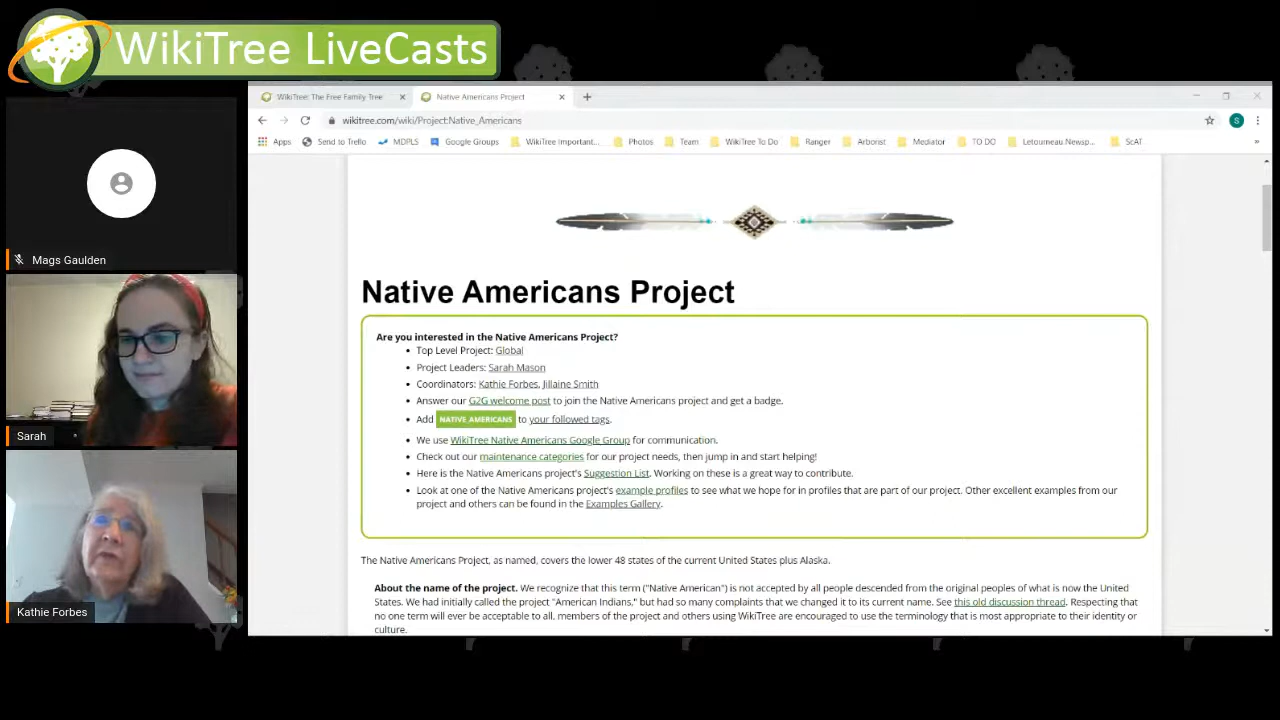 WikiTree LiveCasts
WikiTree: The Free Family Tree
Native Americans Project
wikitree.com/wiki/Project:Native_Americans
S
Apps Send to Trello MDPLS Google Groups WikiTree Important... Photos Team WikiTree To Do Ranger Arborist Mediator TO DO Letourneau Newsp... ScAT »
Mags Gaulden
Sarah
Kathie Forbes
Native Americans Project
Are you interested in the Native Americans Project?
• Top Level Project: Global
• Project Leaders: Sarah Mason
• Coordinators: Kathie Forbes, Jillaine Smith
• Answer our G2G welcome post to join the Native Americans project and get a badge.
• Add NATIVE AMERICANS to your followed tags.
• We use WikiTree Native Americans Google Group for communication.
• Check out our maintenance categories for our project needs, then jump in and start helping!
• Here is the Native Americans project's Suggestion List. Working on these is a great way to contribute.
• Look at one of the Native Americans project's example profiles to see what we hope for in profiles that are part of our project. Other excellent examples from our
project and others can be found in the Examples Gallery.
The Native Americans Project, as named, covers the lower 48 states of the current United States plus Alaska.
About the name of the project. We recognize that this term ("Native American") is not accepted by all people descended from the original peoples of what is now the United
States. We had initially called the project "American Indians," but had so many complaints that we changed it to its current name. See this old discussion thread. Respecting that
no one term will ever be acceptable to all, members of the project and others using WikiTree are encouraged to use the terminology that is most appropriate to their identity or
culture.